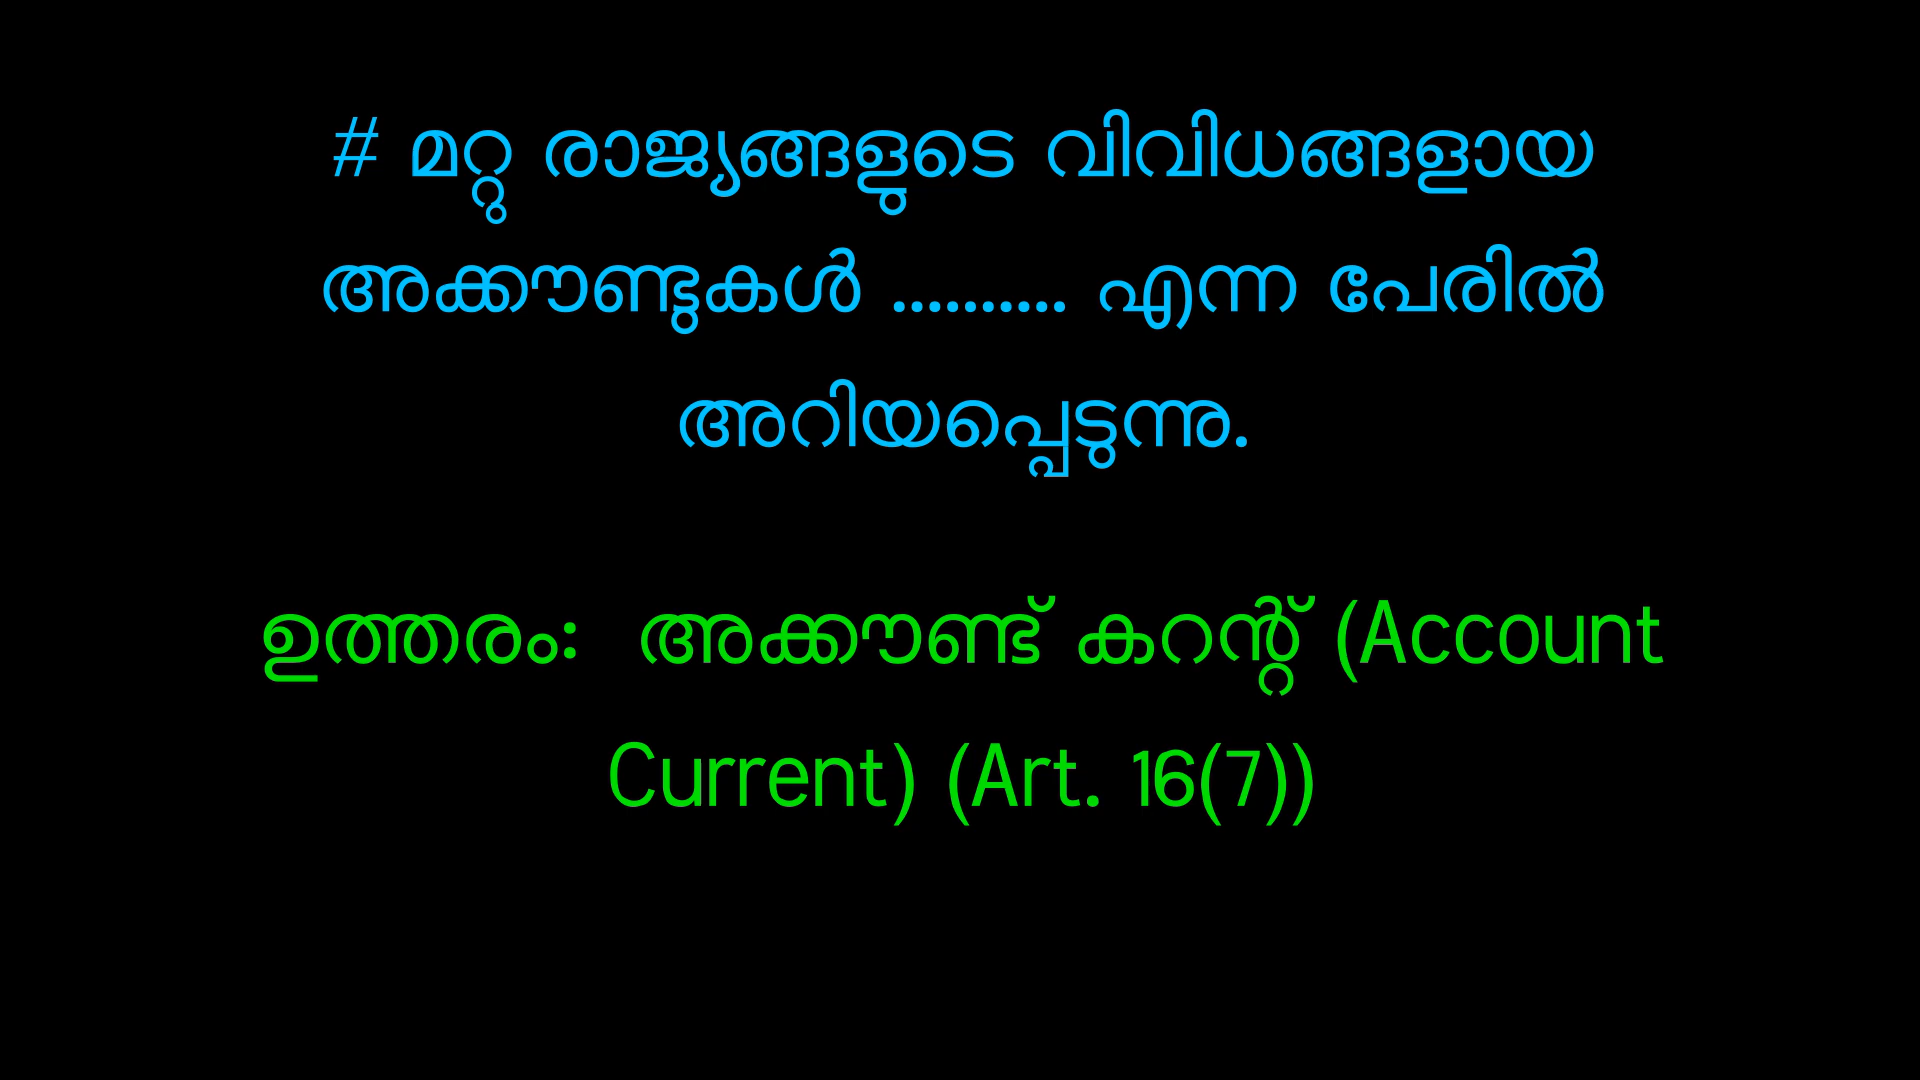 # മറ്റു രാജ്യങ്ങളുടെ വിവിധങ്ങളായ
അക്കൗണ്ടുകൾ .......... എന്ന പേരിൽ
അറിയപ്പെടുന്നു.
ഉത്തരം:  അക്കൗണ്ട് കറന്റ് (Account
Current) (Art. 16(7))